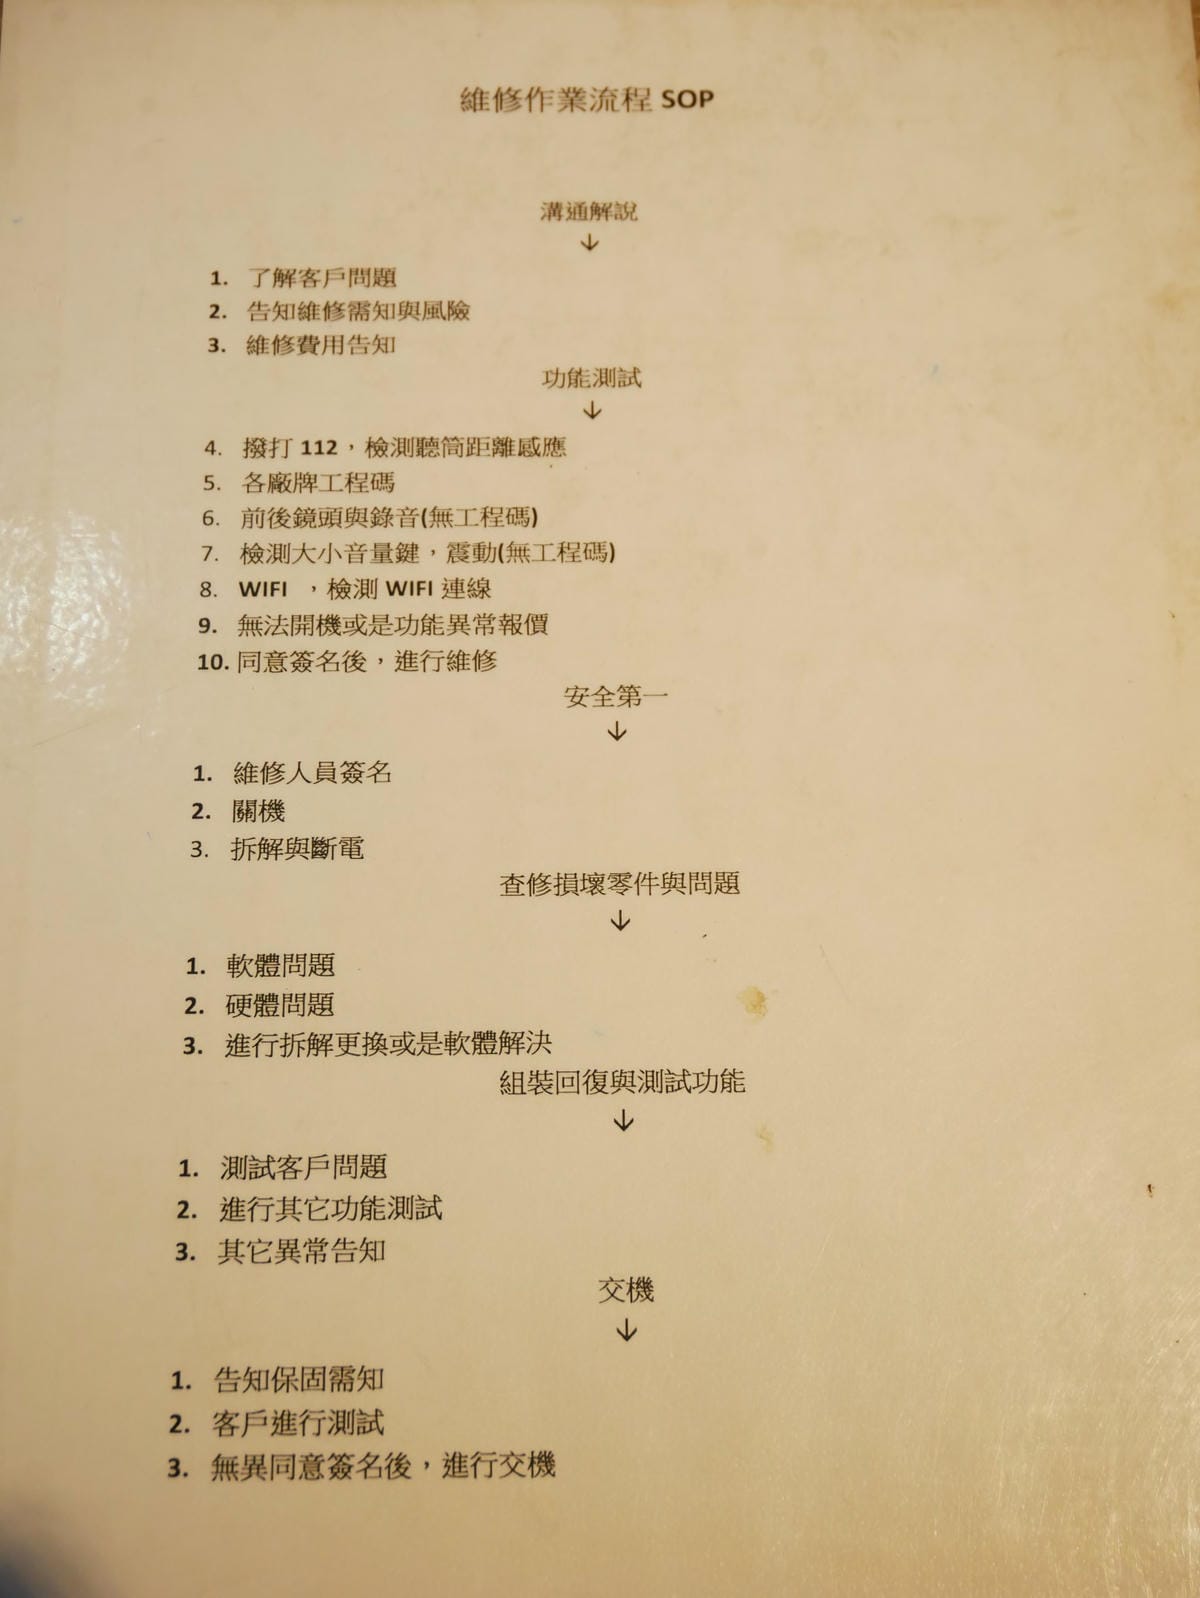 維修作業流程 SOP
溝通解說
↓
1. 了解客戶問題
2. 告知維修需知與風險
3. 維修費用告知
功能測試
↓
4. 撥打 112，檢測聽筒距離感應
5. 各廠牌工程碼
6. 前後鏡頭與錄音(無工程碼)
7. 檢測大小音量鍵，震動(無工程碼)
8. WIFI ，檢測 WIFI 連線
9. 無法開機或是功能異常報價
10. 同意簽名後，進行維修
安全第一
↓
1. 維修人員簽名
2. 關機
3. 拆解與斷電
查修損壞零件與問題
↓
1. 軟體問題
2. 硬體問題
3. 進行拆解更換或是軟體解決
組裝回復與測試功能
↓
1. 測試客戶問題
2. 進行其它功能測試
3. 其它異常告知
交機
↓
1. 告知保固需知
2. 客戶進行測試
3. 無異同意簽名後，進行交機